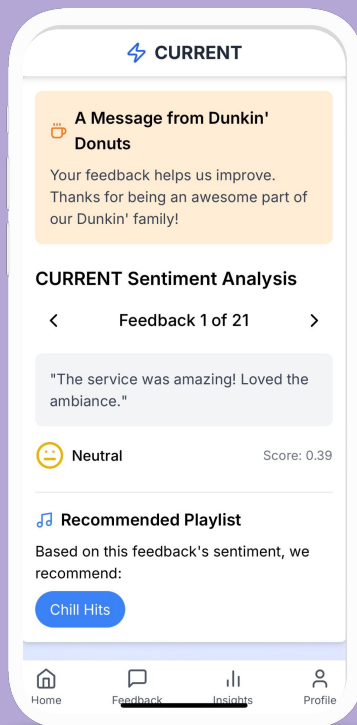 CURRENT
A Message from Dunkin'
Donuts
Your feedback helps us improve.
Thanks for being an awesome part of
our Dunkin' family!
CURRENT Sentiment Analysis
Feedback 1 of 21
"The service was amazing! Loved the
ambiance."
Neutral
Score: 0.39
Recommended Playlist
Based on this feedback's sentiment, we
recommend:
Chill Hits
Home
Feedback
Insights
Profile